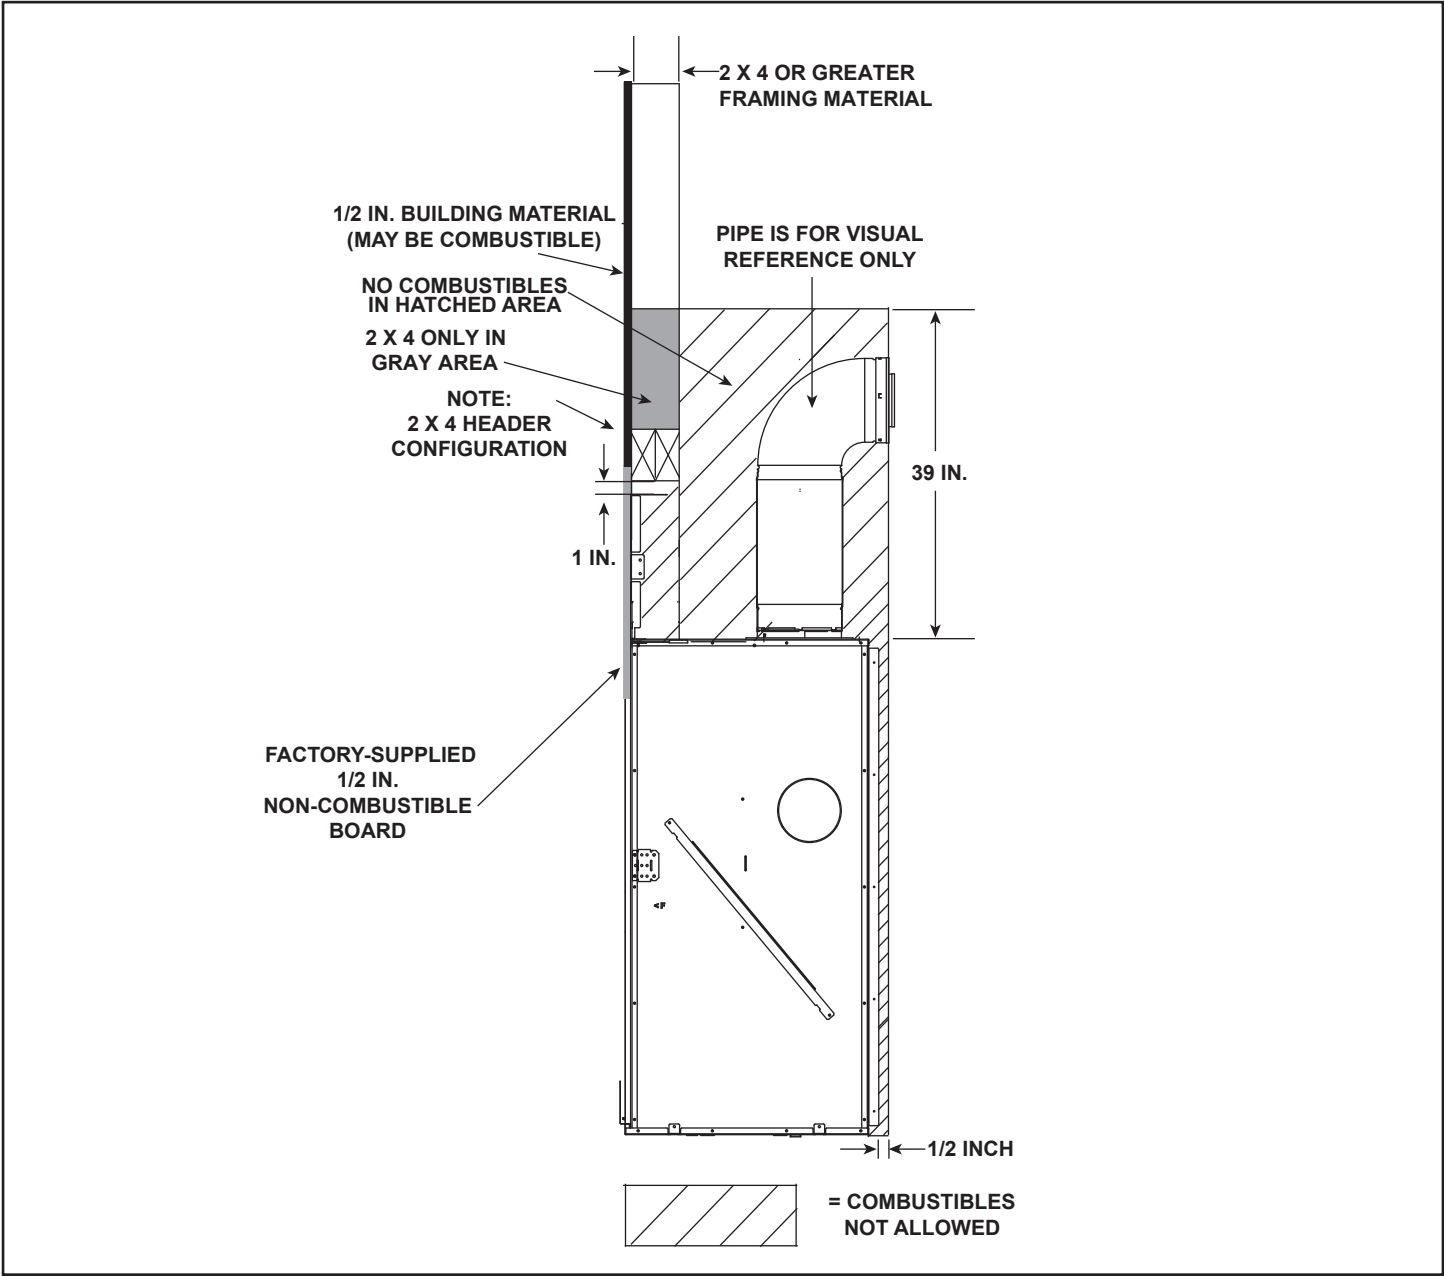 2 X 4 OR GREATER
FRAMING MATERIAL
1/2 IN. BUILDING MATERIAL
(MAY BE COMBUSTIBLE)
PIPE IS FOR VISUAL
REFERENCE ONLY
NO COMBUSTIBLES
IN HATCHED AREA
2 X 4 ONLY IN
GRAY AREA
NOTE:
2 X 4 HEADER
CONFIGURATION
39 IN.
1 IN.
FACTORY-SUPPLIED
1/2 IN.
NON-COMBUSTIBLE
BOARD
1/2 INCH
= COMBUSTIBLES
NOT ALLOWED